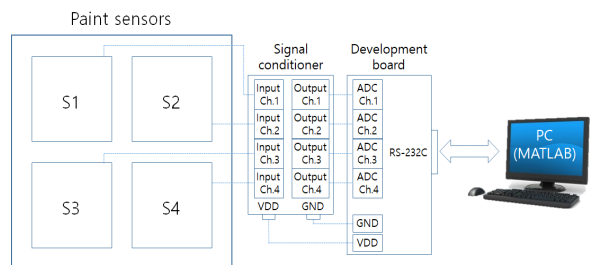 Paint sensors
S1
S2
S3
S4
Signal
conditioner
Input
Ch.1
Input
Ch.2
Input
Ch.3
Input
Ch.4
Output
Ch.1
Output
Ch.2
Output
Ch.3
Output
Ch.4
VDD
GND
Development
board
ADC
Ch.1
ADC
Ch.2
ADC
Ch.3
ADC
Ch.4
RS-232C
GND
VDD
PC
(MATLAB)